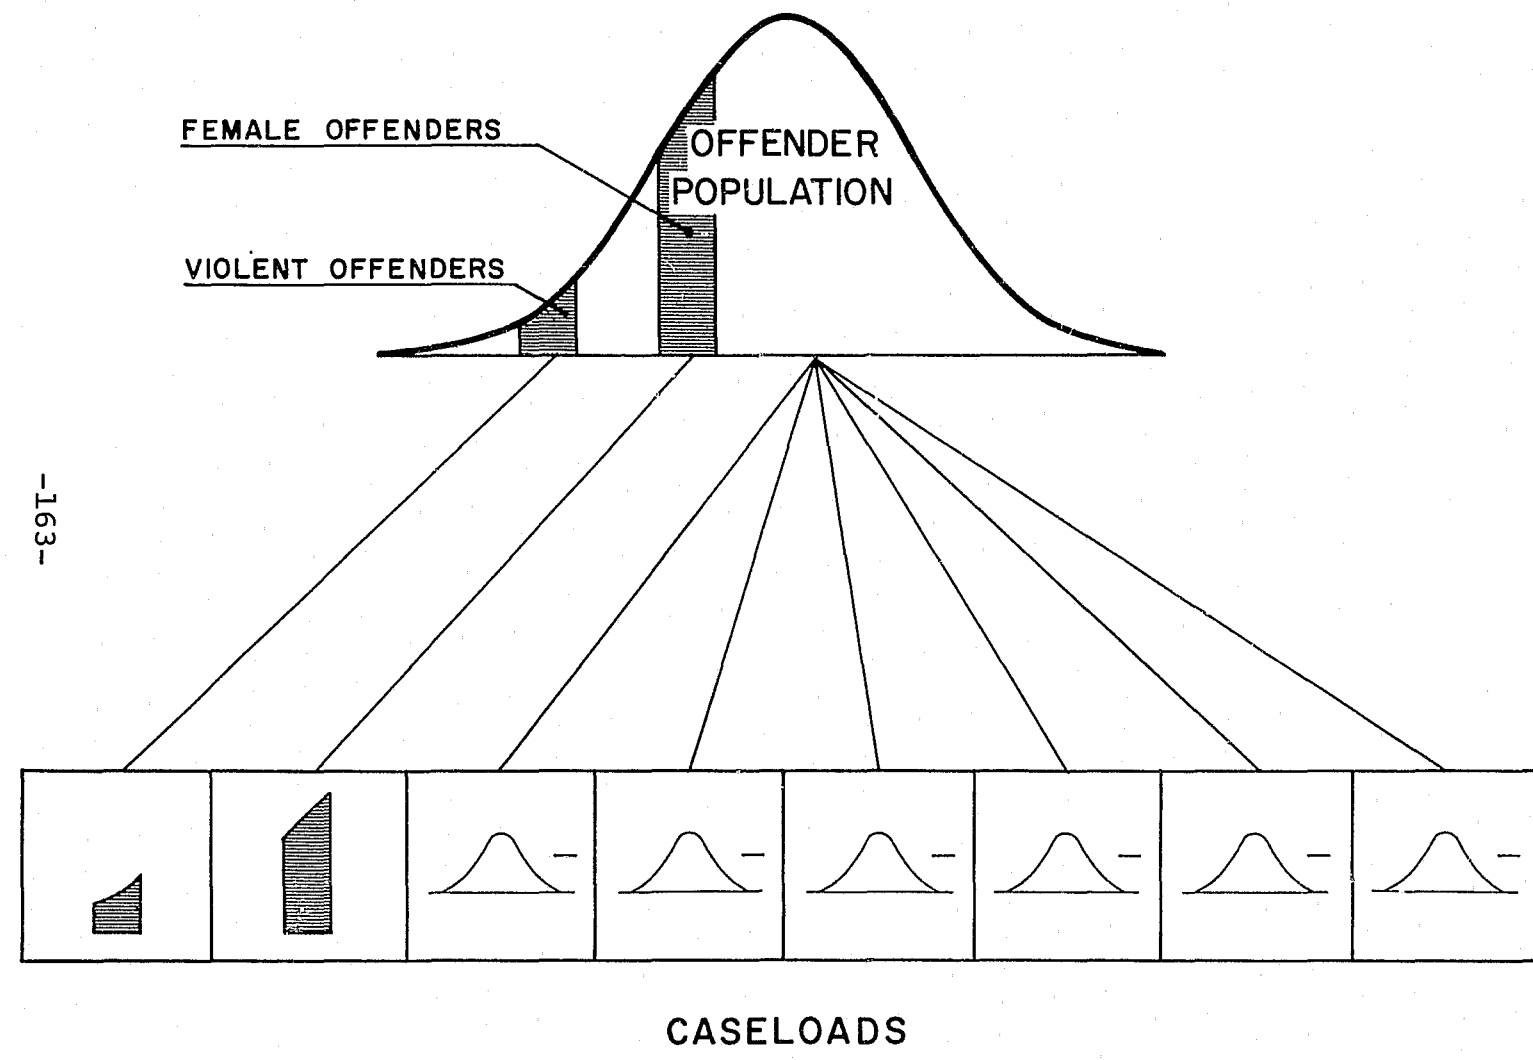 FEMALE OFFENDERS
OFFENDER
POPULATION
VIOLENT OFFENDERS
-163-
CASELOADS